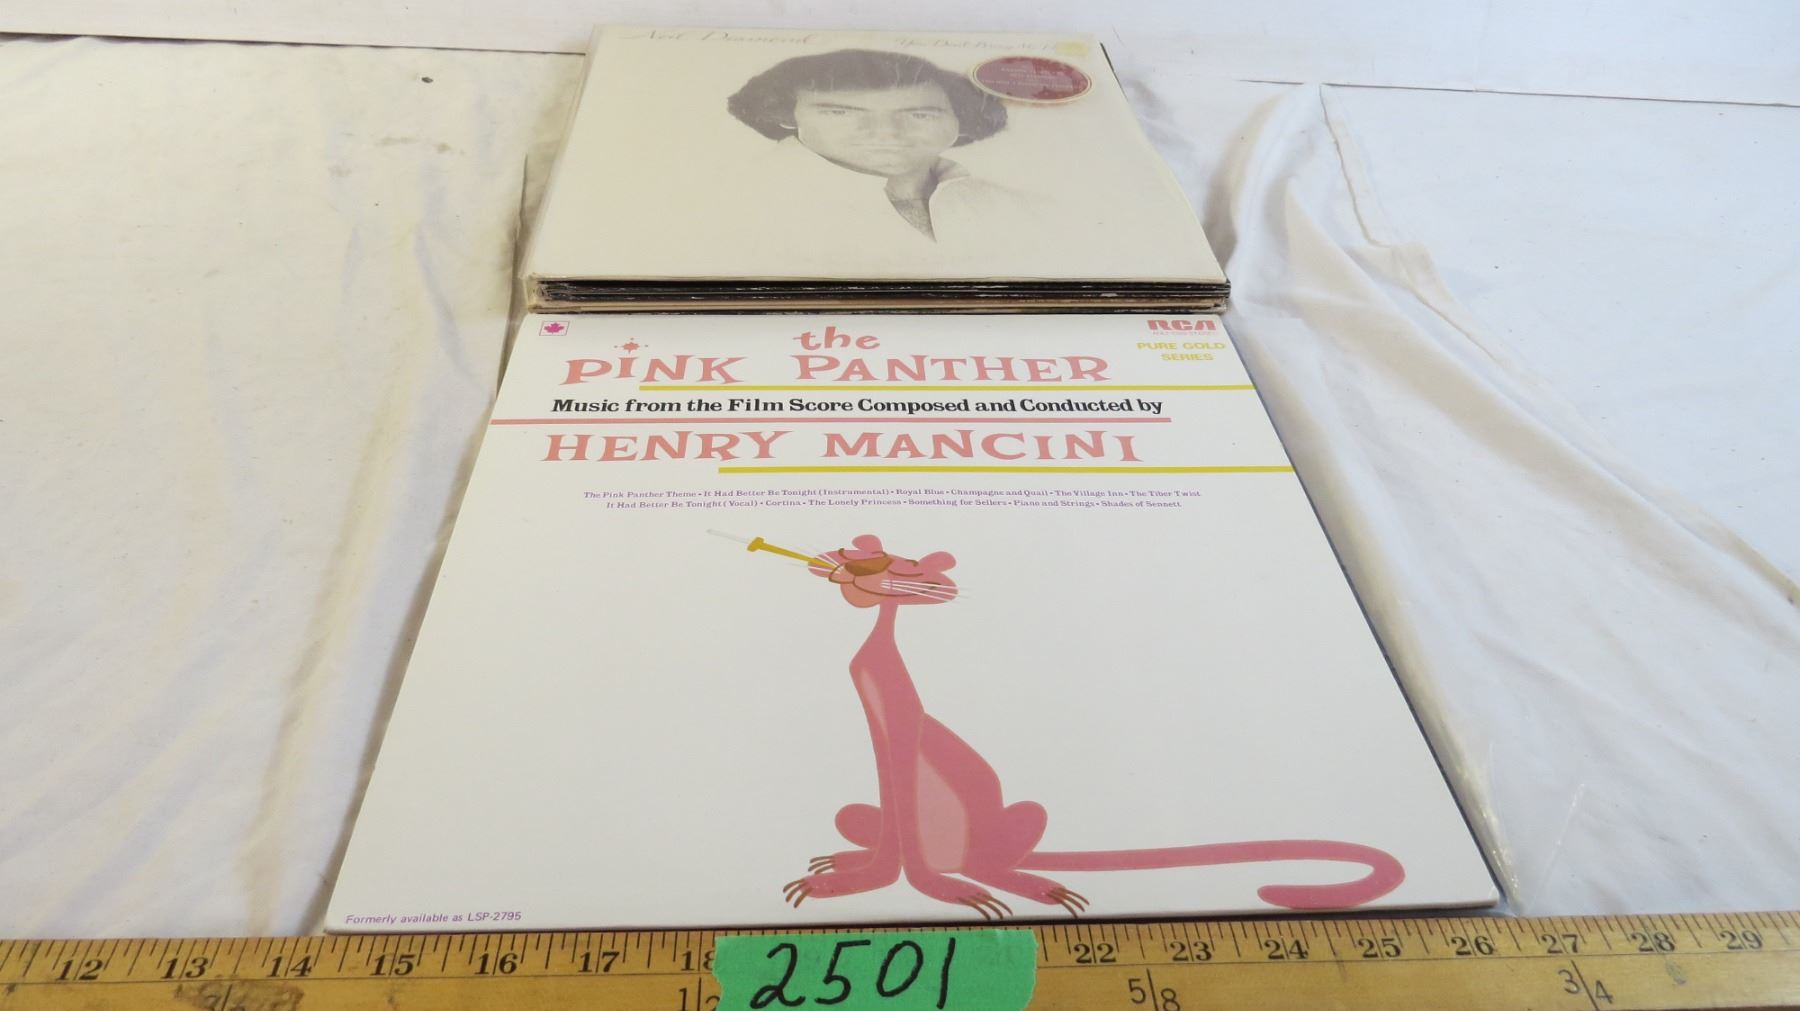 Neil Diamond
You Don't Bring Me
the
RCA
PINK PANTHER
PURE GOLD
SERIES
Music from the Film Score Composed and Conducted by
HENRY MANCINI
The Pink Panther Theme • It Had Better Be Tonight (Instrumental) • Royal Blue • Champagne and Quail • The Village Inn • The Tiber Twist
It Had Better Be Tonight (Vocal) • Cortina • The Lonely Princess • Something for Sellers • Piano and Strings • Shades of Sennett
Formerly available as LSP-2795
12 13 14 15 16 17 18 22 23 24 25 26 27 28 29
2501
1|2 5|8 3/4